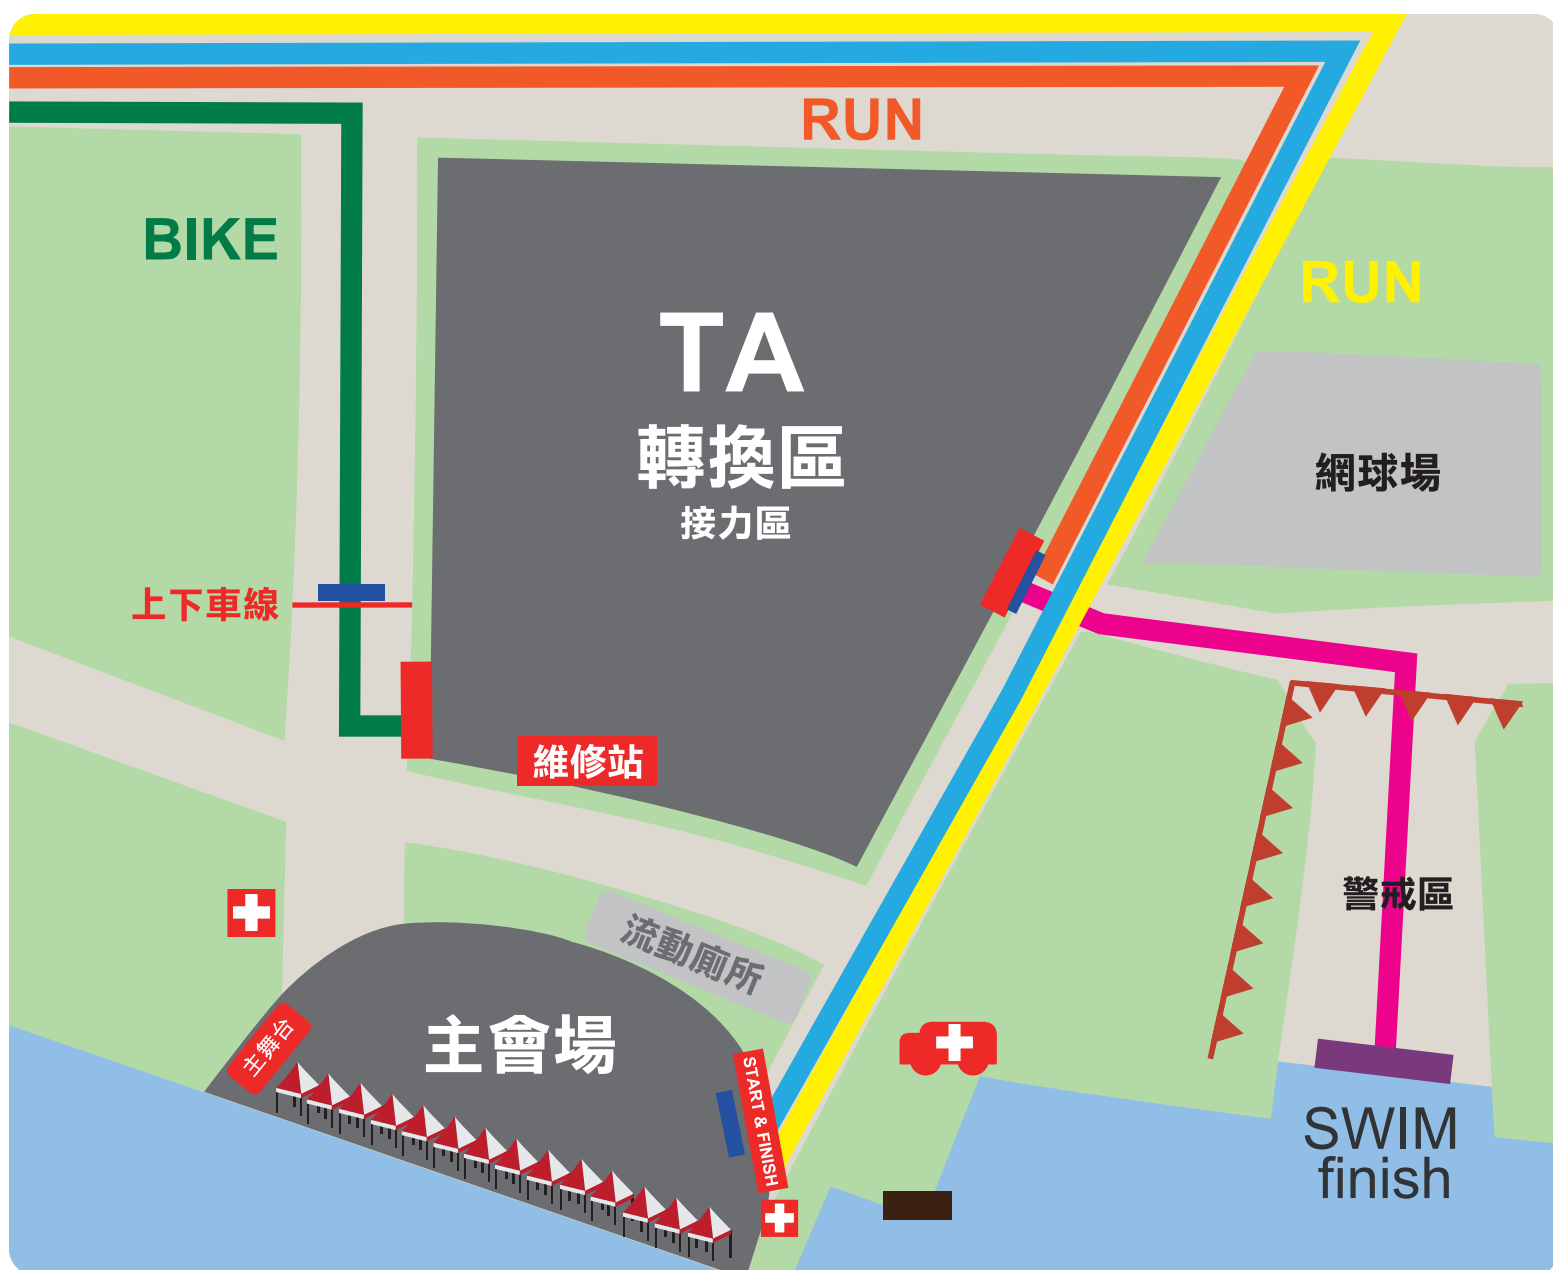 RUN
BIKE
RUN
TA
轉換區
接力區
網球場
上下車線
維修站
警戒區
流動廁所
主會場
主舞台
START & FINISH
SWIM
finish